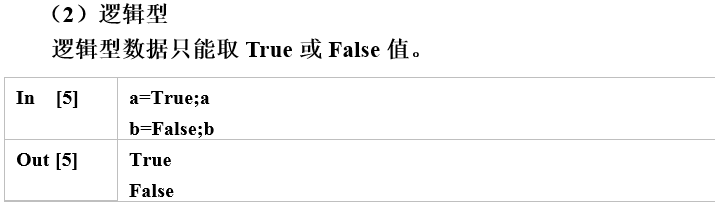 （2）逻辑型
逻辑型数据只能取 True 或 False 值。
In [5] a=True;a
b=False;b
Out [5] True
False